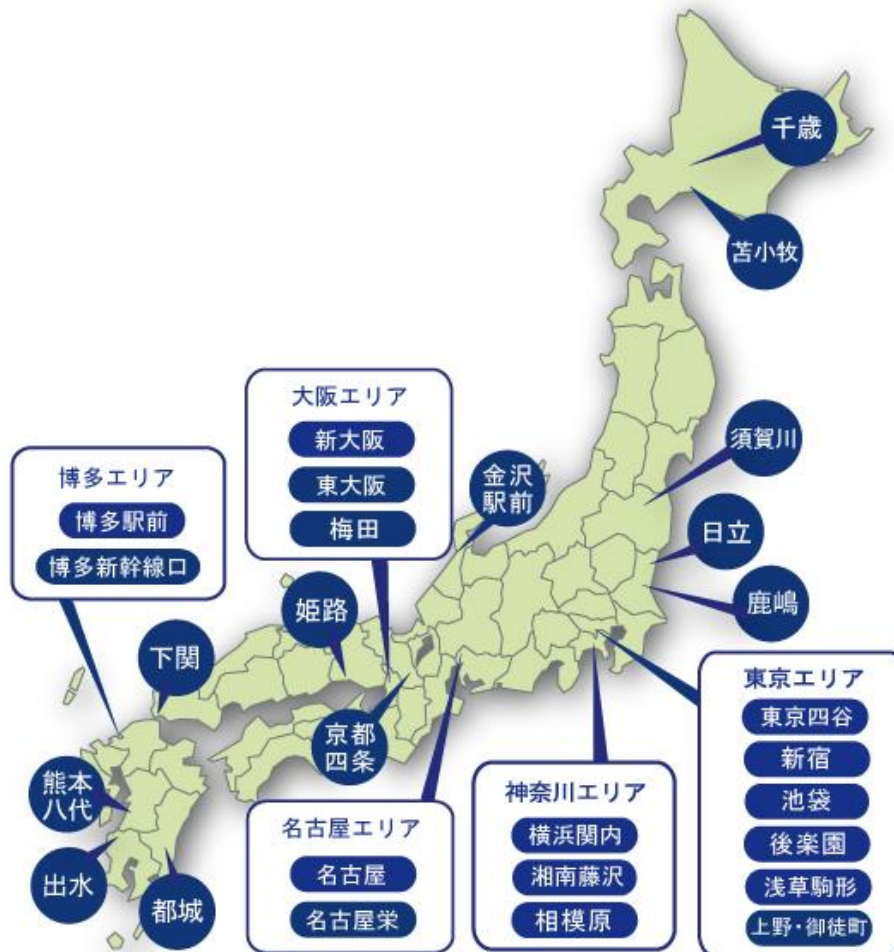 千歳
苫小牧
大阪エリア
新大阪
東大阪
梅田
金沢
駅前
須賀川
博多エリア
博多駅前
博多新幹線口
日立
姫路
鹿嶋
下関
東京エリア
東京四谷
新宿
池袋
後楽園
浅草駒形
上野・御徒町
京都
四条
熊本
八代
神奈川エリア
横浜関内
湘南藤沢
相模原
名古屋エリア
名古屋
名古屋栄
出水
都城